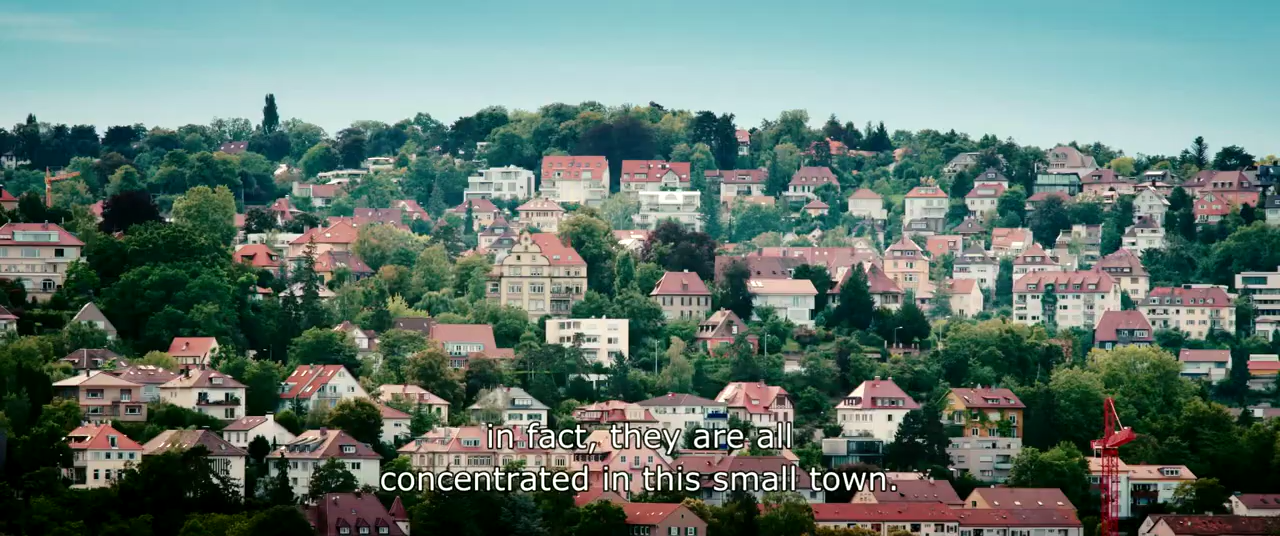 in fact, they are all
concentrated in this small town.